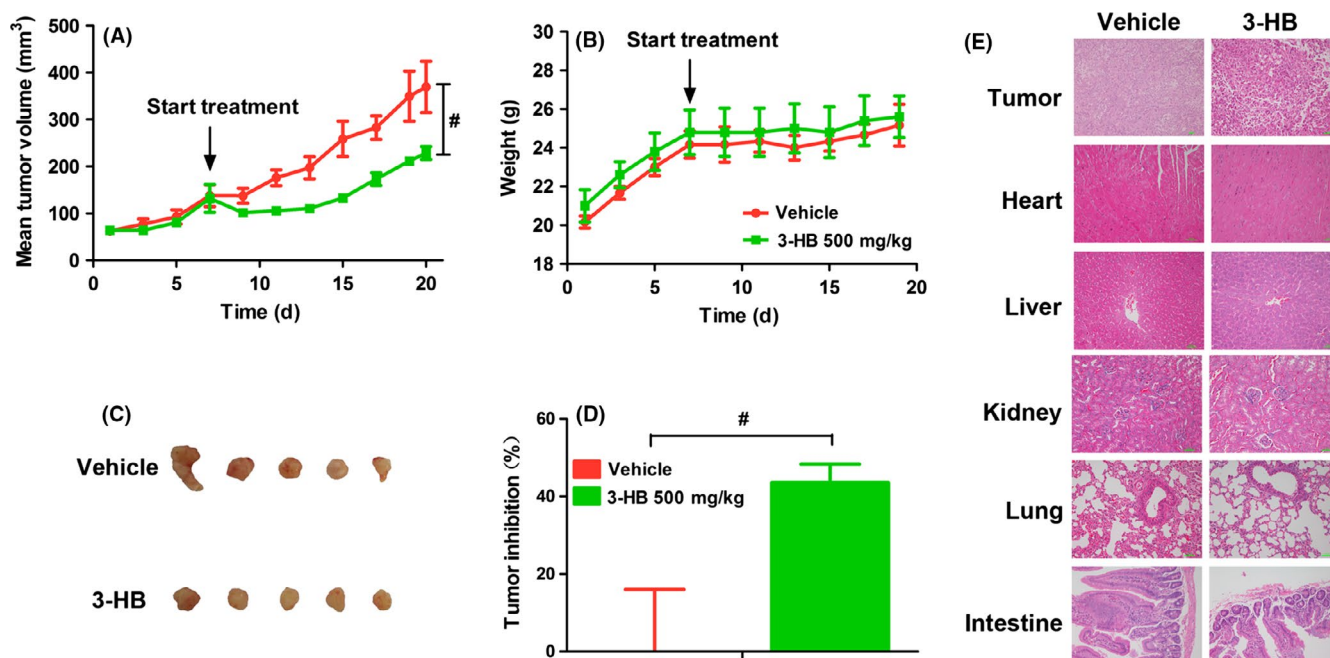 (A)
Mean tumor volume (mm³)
500
400
300
200
100
0
Start treatment
#
0
5
10
15
20
Time (d)
(B)
Weight (g)
30
28
26
24
22
20
18
Start treatment
Vehicle
3-HB 500 mg/kg
0
5
10
15
20
Time (d)
(C)
Vehicle
3-HB
(D)
Tumor inhibition (%)
60
40
20
0
#
Vehicle
3-HB 500 mg/kg
(E)
Vehicle
3-HB
Tumor
Heart
Liver
Kidney
Lung
Intestine